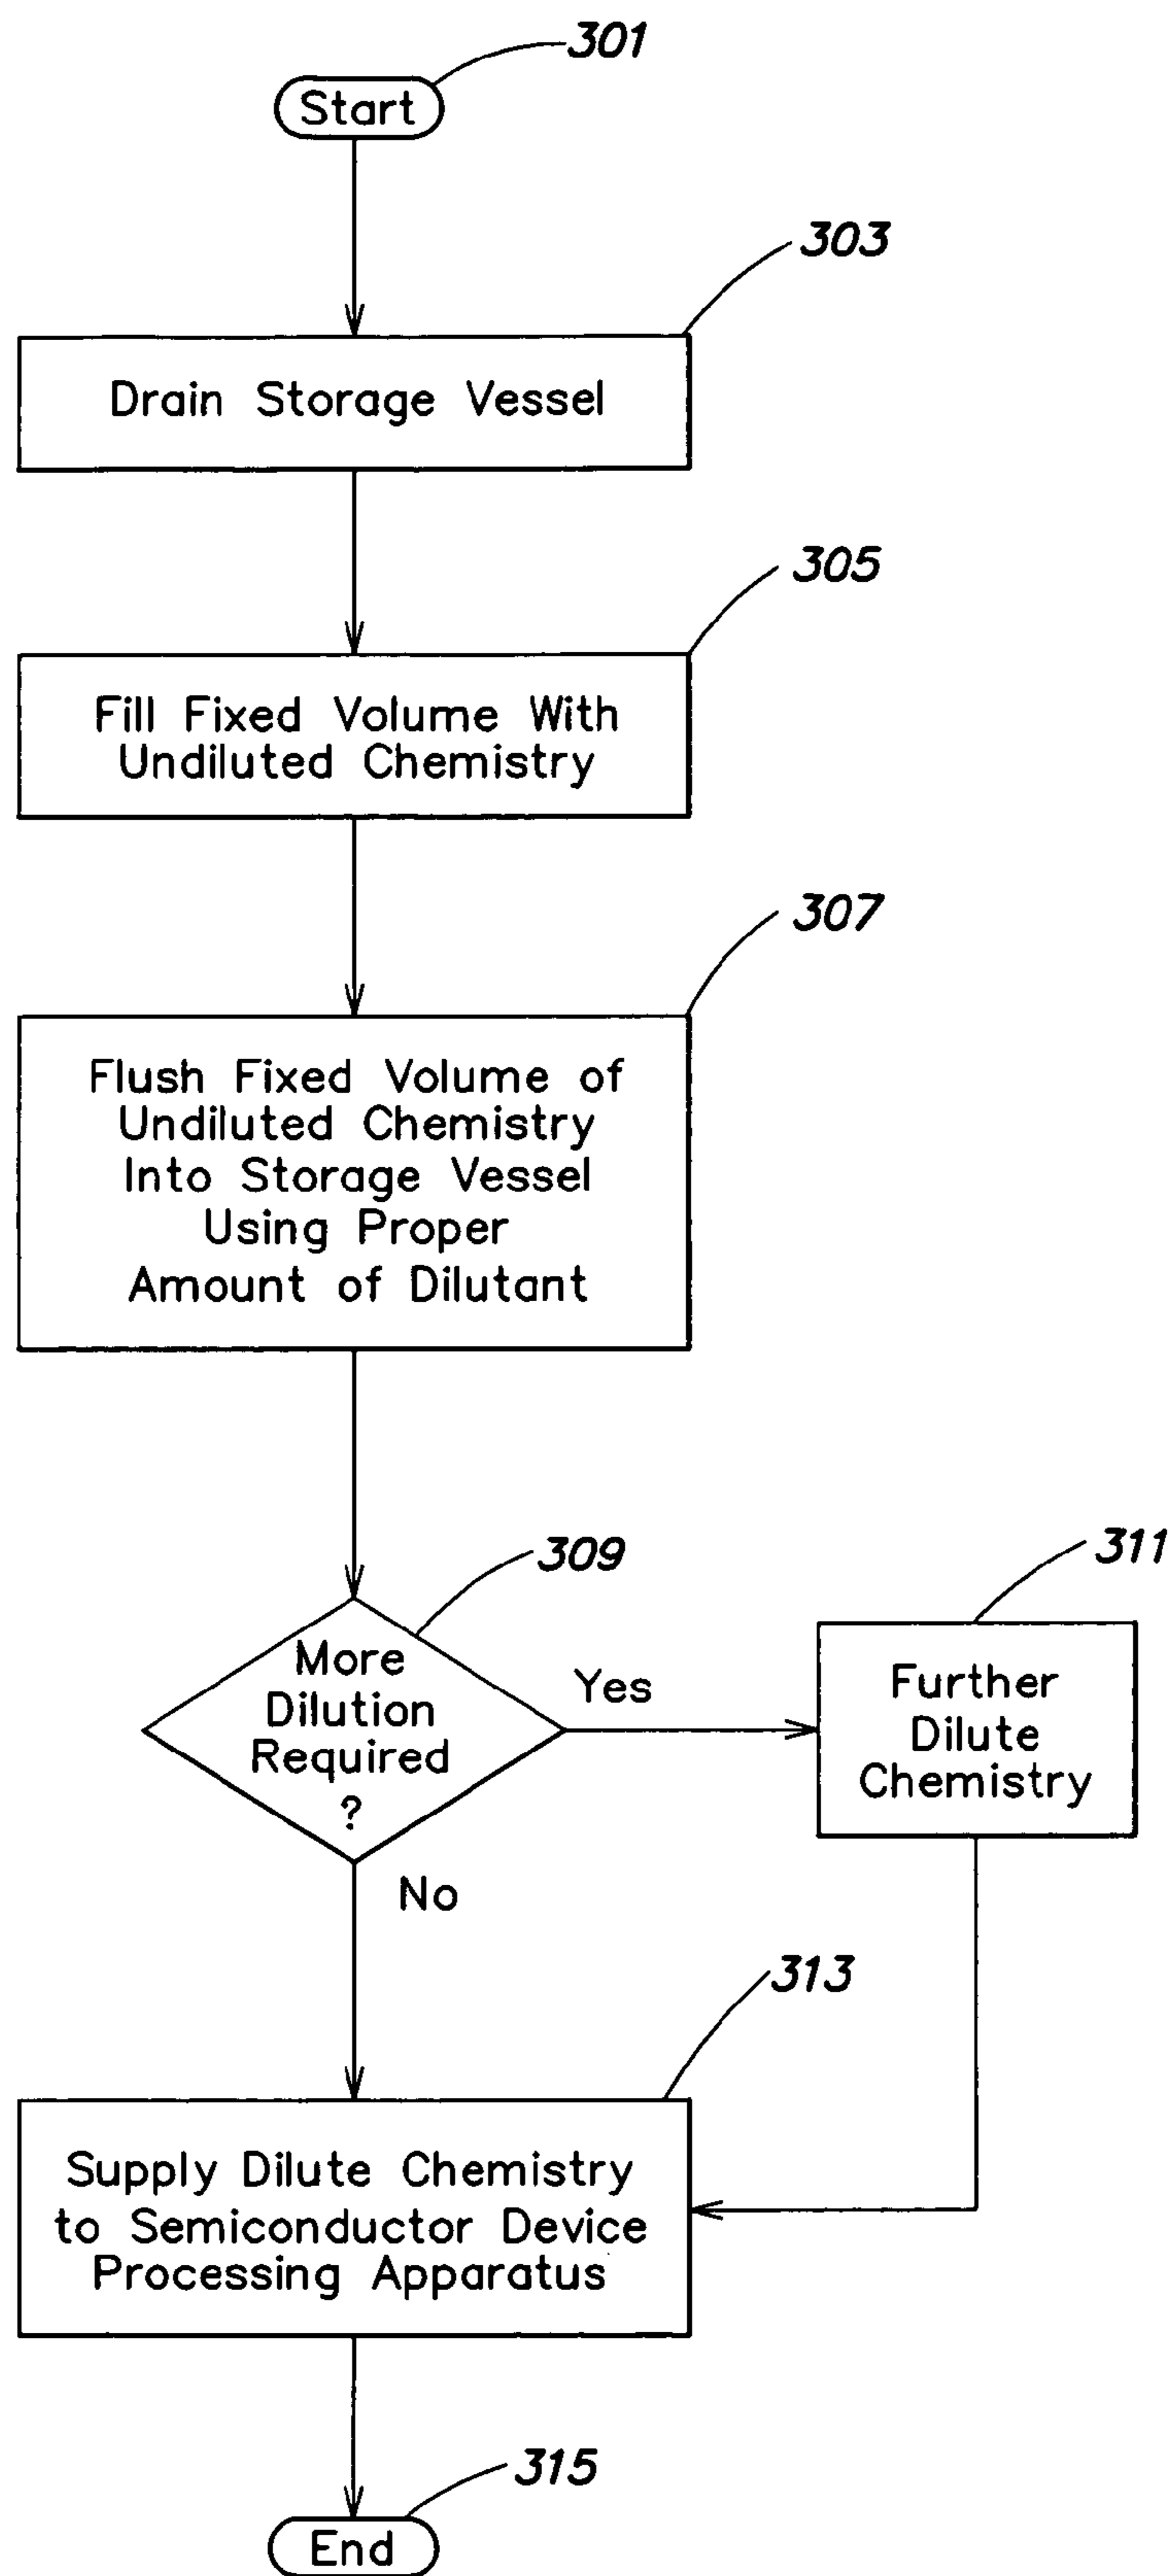 301
Start
303
Drain Storage Vessel
305
Fill Fixed Volume With
Undiluted Chemistry
307
Flush Fixed Volume of
Undiluted Chemistry
Into Storage Vessel
Using Proper
Amount of Dilutant
309
More
Dilution
Required
?
Yes
311
Further
Dilute
Chemistry
No
313
Supply Dilute Chemistry
to Semiconductor Device
Processing Apparatus
315
End